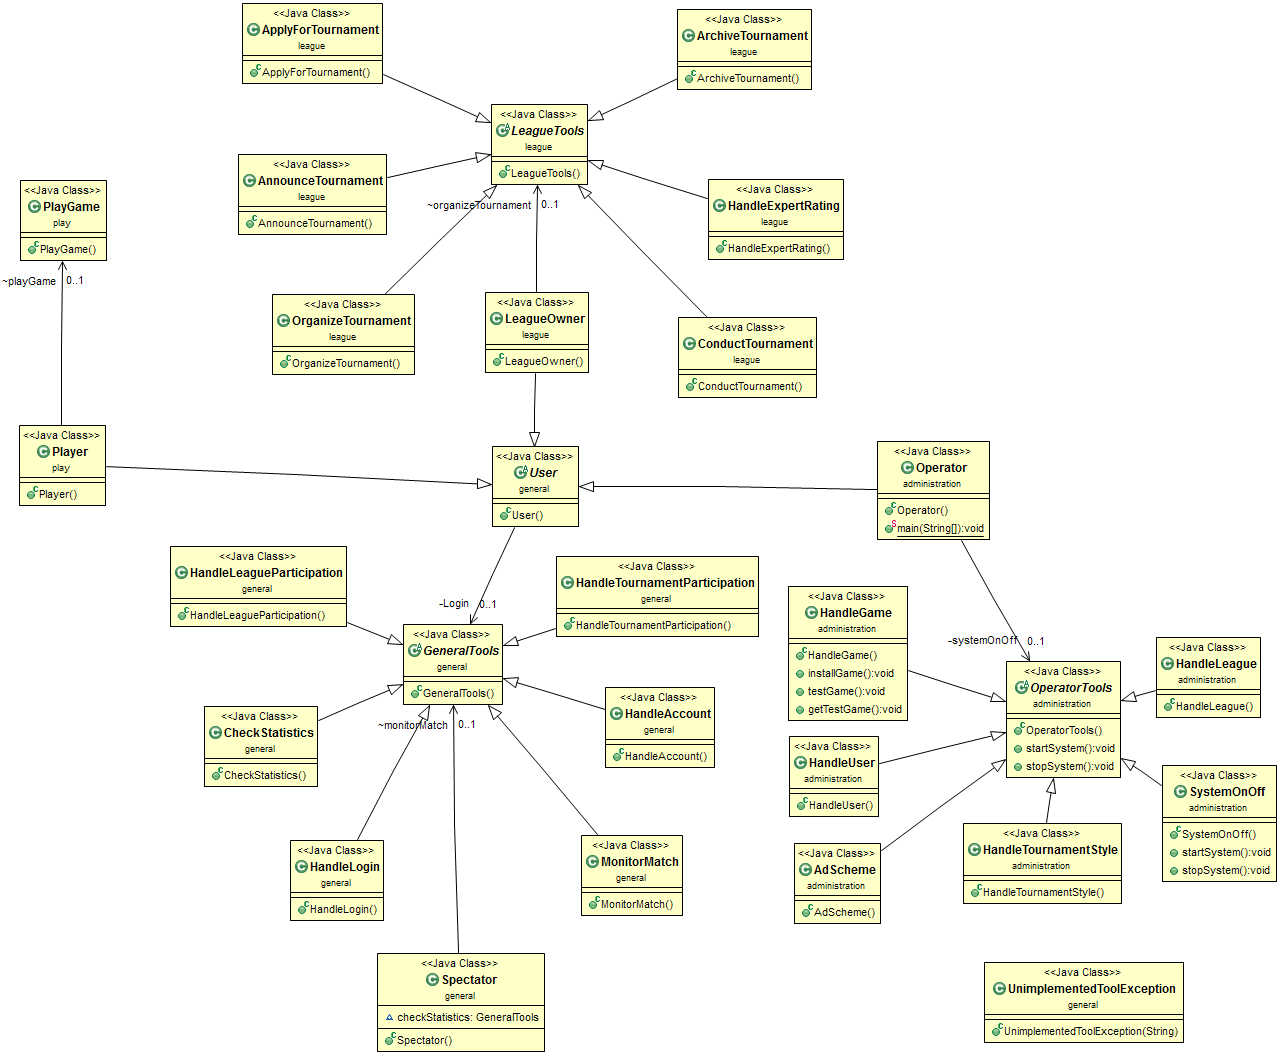 <<Java Class>>
ApplyForTournament
league
ApplyForTournament()
<<Java Class>>
ArchiveTournament
league
ArchiveTournament()
<<Java Class>>
LeagueTools
league
LeagueTools()
<<Java Class>>
AnnounceTournament
league
AnnounceTournament()
<<Java Class>>
PlayGame
play
PlayGame()
<<Java Class>>
HandleExpertRating
league
HandleExpertRating()
~organizeTournament
0..1
~playGame
0..1
<<Java Class>>
OrganizeTournament
league
OrganizeTournament()
<<Java Class>>
LeagueOwner
league
LeagueOwner()
<<Java Class>>
ConductTournament
league
ConductTournament()
<<Java Class>>
Player
play
Player()
<<Java Class>>
User
general
User()
<<Java Class>>
Operator
administration
Operator()
main(String[]):void
<<Java Class>>
HandleLeagueParticipation
general
HandleLeagueParticipation()
<<Java Class>>
HandleTournamentParticipation
general
HandleTournamentParticipation()
-Login
0..1
<<Java Class>>
GeneralTools
general
GeneralTools()
<<Java Class>>
HandleGame
administration
HandleGame()
installGame():void
testGame():void
getTestGame():void
-systemOnOff
0..1
<<Java Class>>
OperatorTools
administration
OperatorTools()
startSystem():void
stopSystem():void
<<Java Class>>
HandleLeague
administration
HandleLeague()
<<Java Class>>
CheckStatistics
general
CheckStatistics()
~monitorMatch
0..1
<<Java Class>>
HandleAccount
general
HandleAccount()
<<Java Class>>
HandleUser
administration
HandleUser()
<<Java Class>>
SystemOnOff
administration
SystemOnOff()
startSystem():void
stopSystem():void
<<Java Class>>
HandleLogin
general
HandleLogin()
<<Java Class>>
MonitorMatch
general
MonitorMatch()
<<Java Class>>
AdScheme
administration
AdScheme()
<<Java Class>>
HandleTournamentStyle
administration
HandleTournamentStyle()
<<Java Class>>
Spectator
general
checkStatistics: GeneralTools
Spectator()
<<Java Class>>
UnimplementedToolException
general
UnimplementedToolException(String)